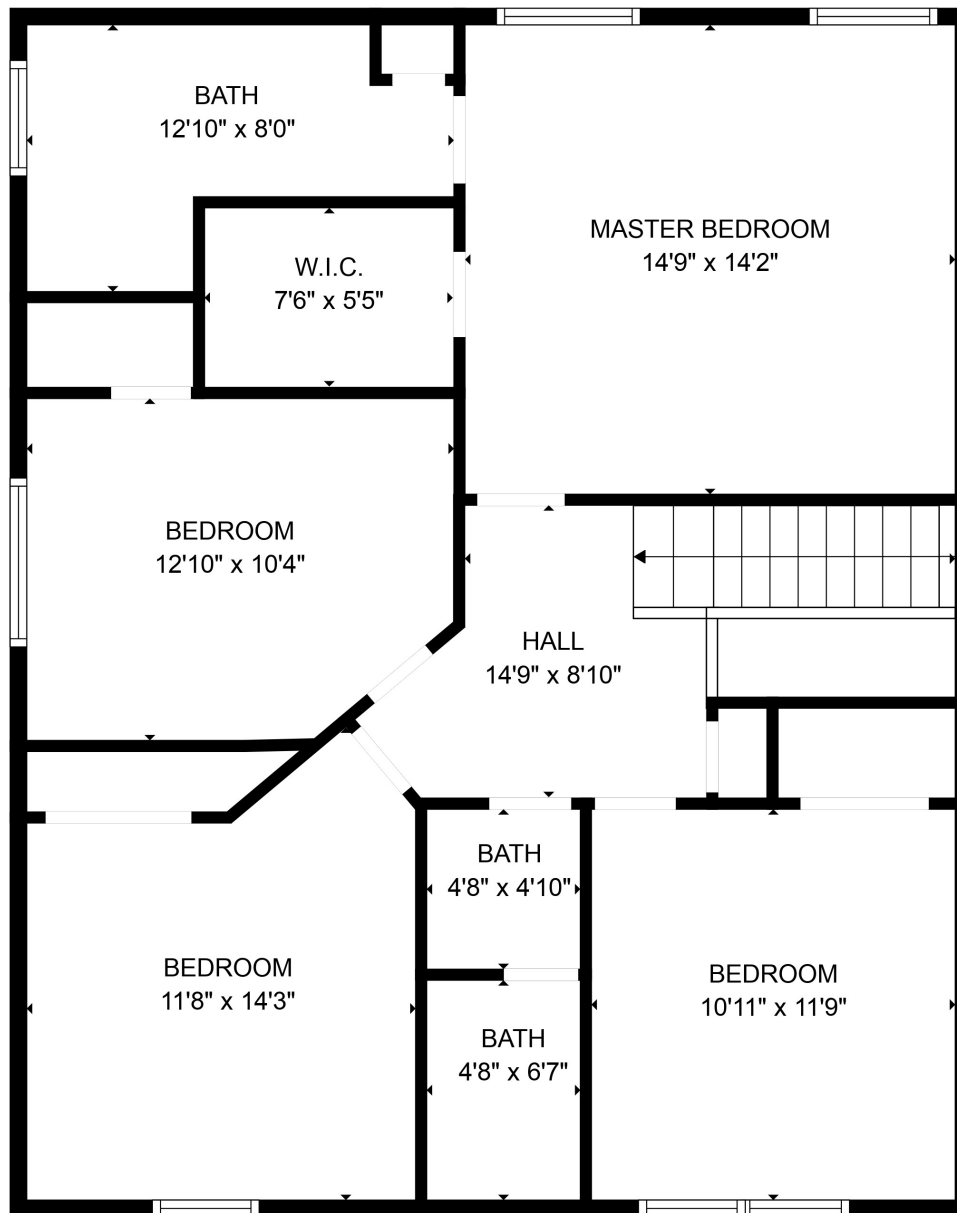 BATH
12'10" x 8'0"
MASTER BEDROOM
14'9" x 14'2"
W.I.C.
7'6" x 5'5"
BEDROOM
12'10" x 10'4"
HALL
14'9" x 8'10"
BATH
4'8" x 4'10"
BEDROOM
11'8" x 14'3"
BEDROOM
10'11" x 11'9"
BATH
4'8" x 6'7"